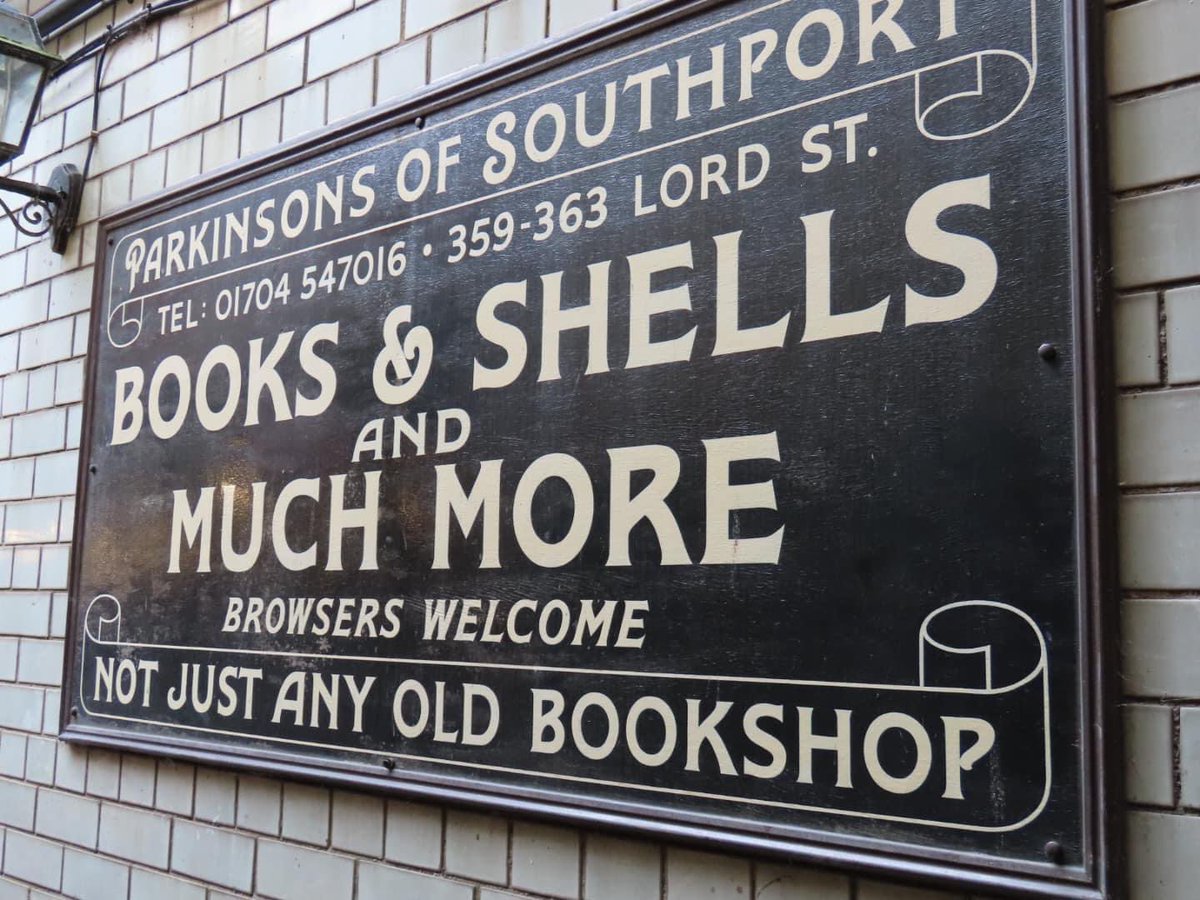 PARKINSONS OF SOUTHPORT
TEL: 01704 547016 · 359-363 LORD ST.
BOOKS & SHELLS
AND
MUCH MORE
BROWSERS WELCOME
NOT JUST ANY OLD BOOKSHOP